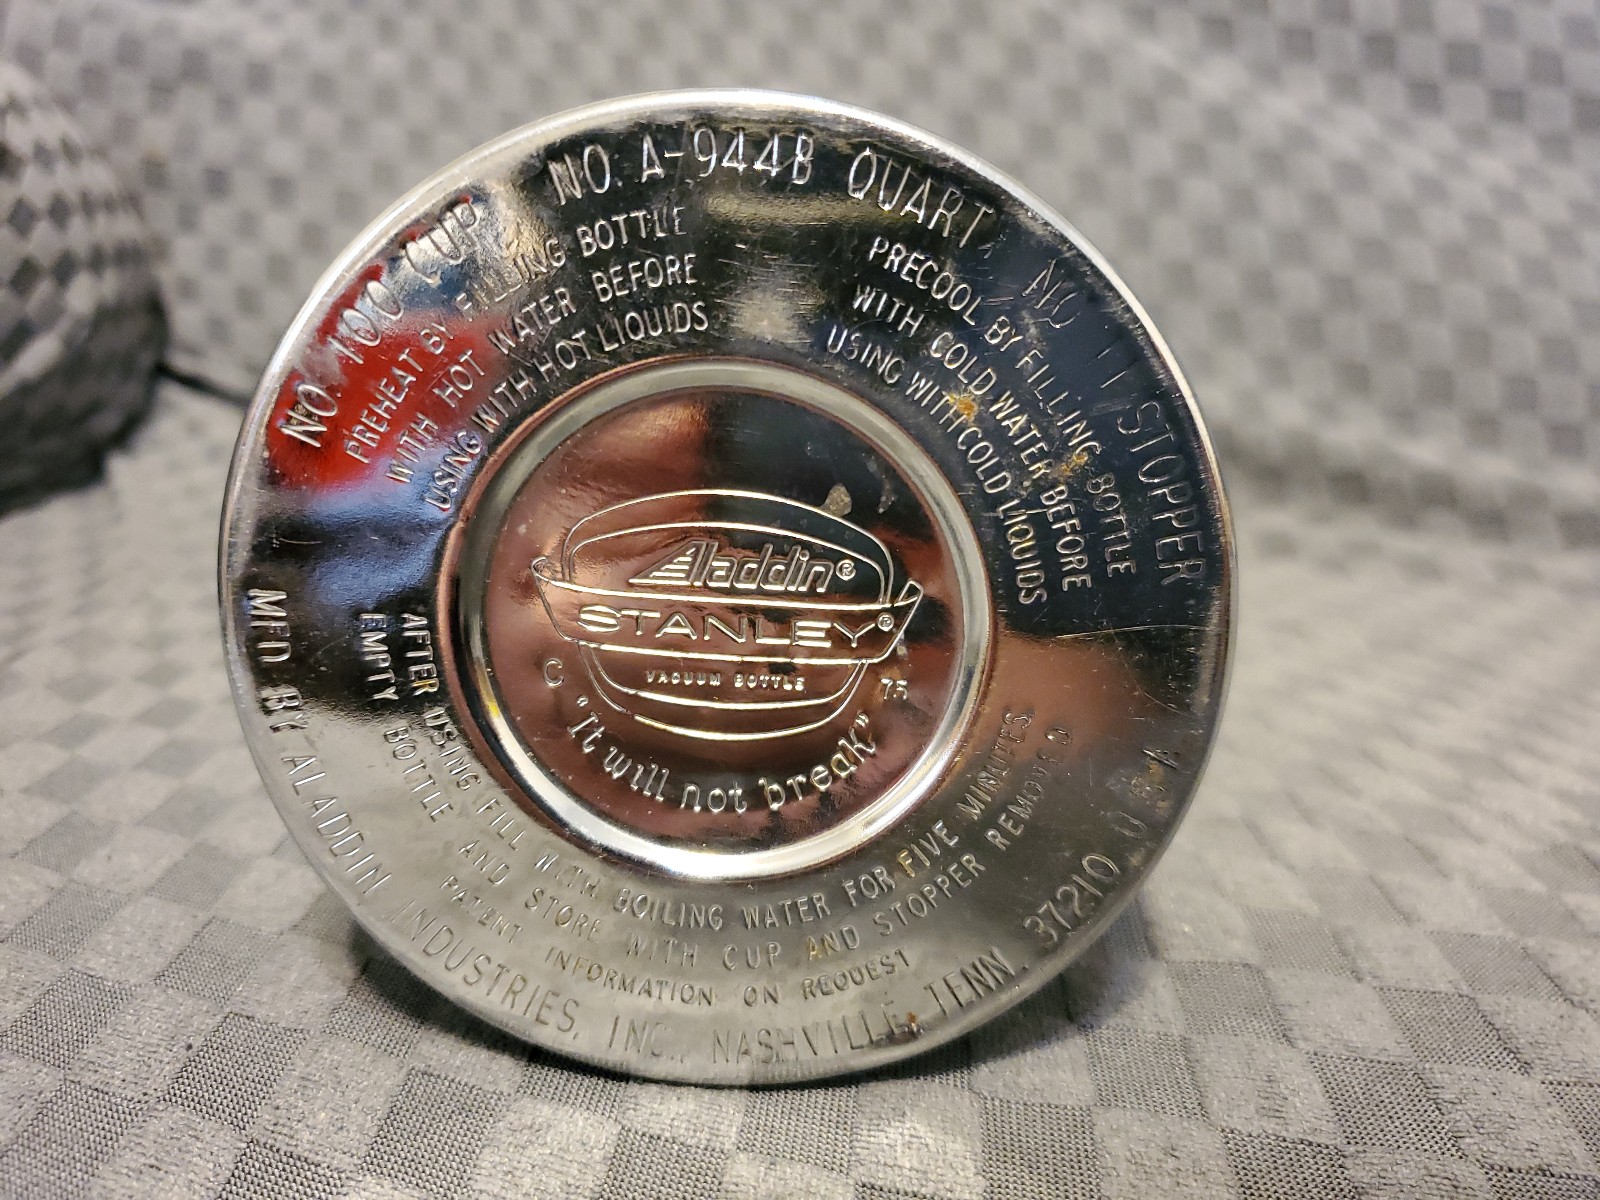 NO. 100 CUP NO. A-944B QUART NO. 11 STOPPER
PREHEAT BY FILLING BOTTLE
WITH HOT WATER BEFORE
USING WITH HOT LIQUIDS
PRECOOL BY FILLING BOTTLE
WITH COLD WATER BEFORE
USING WITH COLD LIQUIDS
Aladdin®
STANLEY®
VACUUM BOTTLE
C 75
"It will not break"
AFTER USING FILL WITH BOILING WATER FOR FIVE MINUTES.
EMPTY BOTTLE AND STORE WITH CUP AND STOPPER REMOVED
PATENT INFORMATION ON REQUEST
MFD BY ALADDIN INDUSTRIES, INC., NASHVILLE, TENN. 37210 U S A